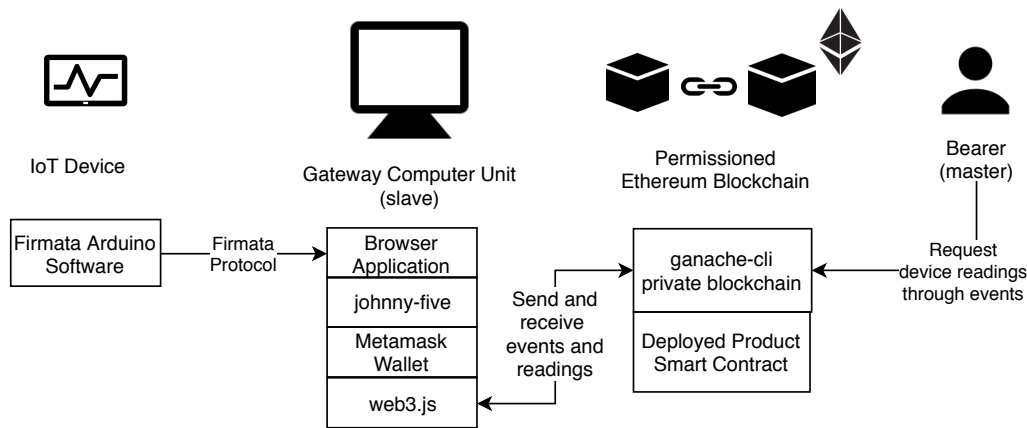 IoT Device
Gateway Computer Unit
(slave)
Permissioned
Ethereum Blockchain
Bearer
(master)
Firmata Arduino
Software
Firmata
Protocol
Browser
Application
johnny-five
Metamask
Wallet
web3.js
Send and
receive
events and
readings
ganache-cli
private blockchain
Deployed Product
Smart Contract
Request
device readings
through events